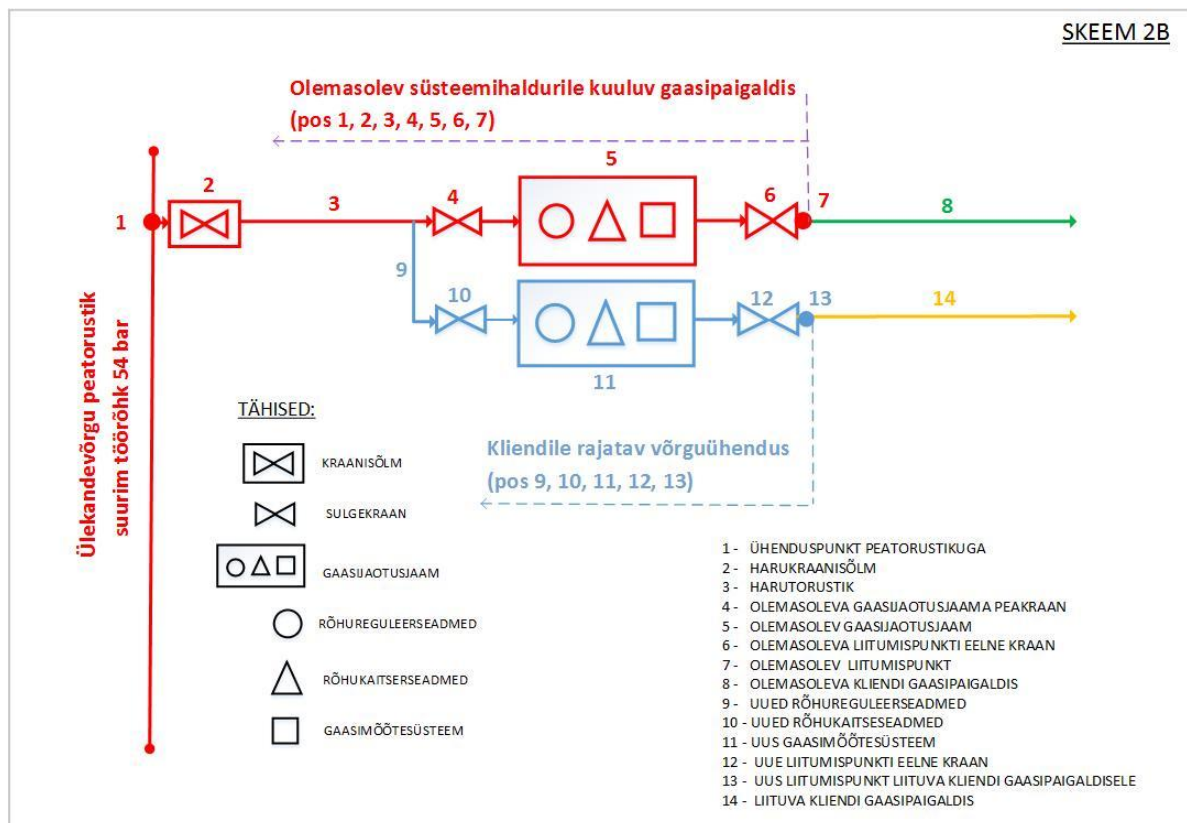 SKEEM 2B
Olemasolev süsteemihaldurile kuuluv gaasipaigaldis
(pos 1, 2, 3, 4, 5, 6, 7)
5
2
3
4
6
7
8
1
9
10
12
13
14
11
Ülekandevõrgu peatorustik
suurim töörõhk 54 bar
TÄHISED:
KRAANISÕLM
SULGEKRAAN
GAASIJAOTUSJAAM
RÕHUREGULEERSEADMED
RÕHUKAITSERSEADMED
GAASIMÕÕTESÜSTEEM
Kliendile rajatav võrguühendus
(pos 9, 10, 11, 12, 13)
1 - ÜHENDUSPUNKT PEATORUSTIKUGA
2 - HARUKRAANISÕLM
3 - HARUTORUSTIK
4 - OLEMASOLEVA GAASIJAOTUSJAAMA PEAKRAAN
5 - OLEMASOLEV GAASIJAOTUSJAAM
6 - OLEMASOLEVA LIITUMISPUNKTI EELNE KRAAN
7 - OLEMASOLEV LIITUMISPUNKT
8 - OLEMASOLEVA KLIENDI GAASIPAIGALDIS
9 - UUED RÕHUREGULEERSEADMED
10 - UUED RÕHUKAITSESEADMED
11 - UUS GAASIMÕÕTESÜSTEEM
12 - UUE LIITUMISPUNKTI EELNE KRAAN
13 - UUS LIITUMISPUNKT LIITUVA KLIENDI GAASIPAIGALDISELE
14 - LIITUVA KLIENDI GAASIPAIGALDIS